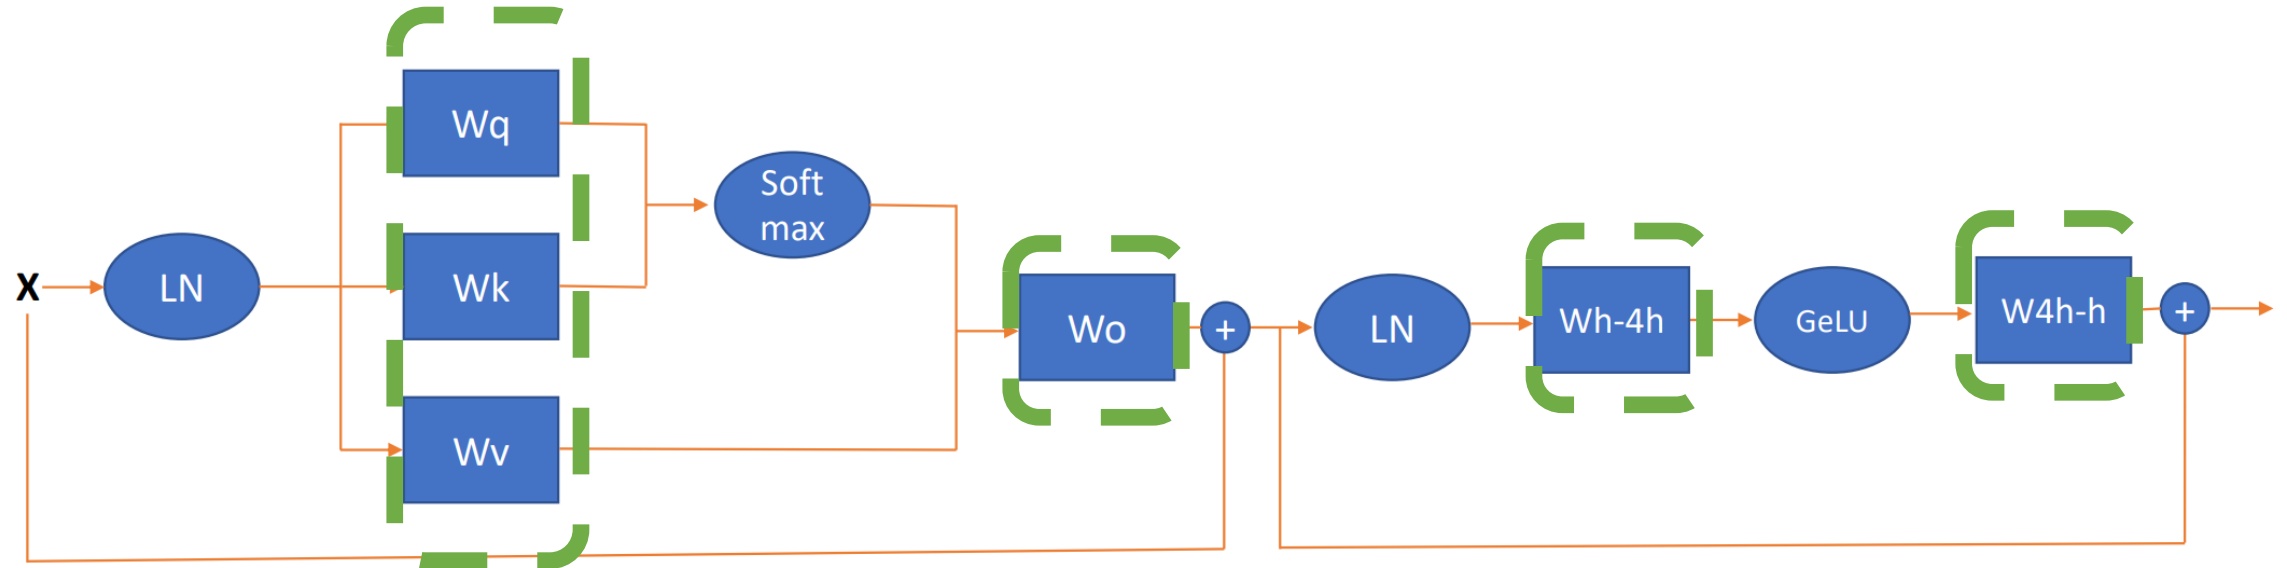 X
LN
Wq
Wk
Wv
Soft
max
Wo
+
LN
Wh-4h
GeLU
W4h-h
+